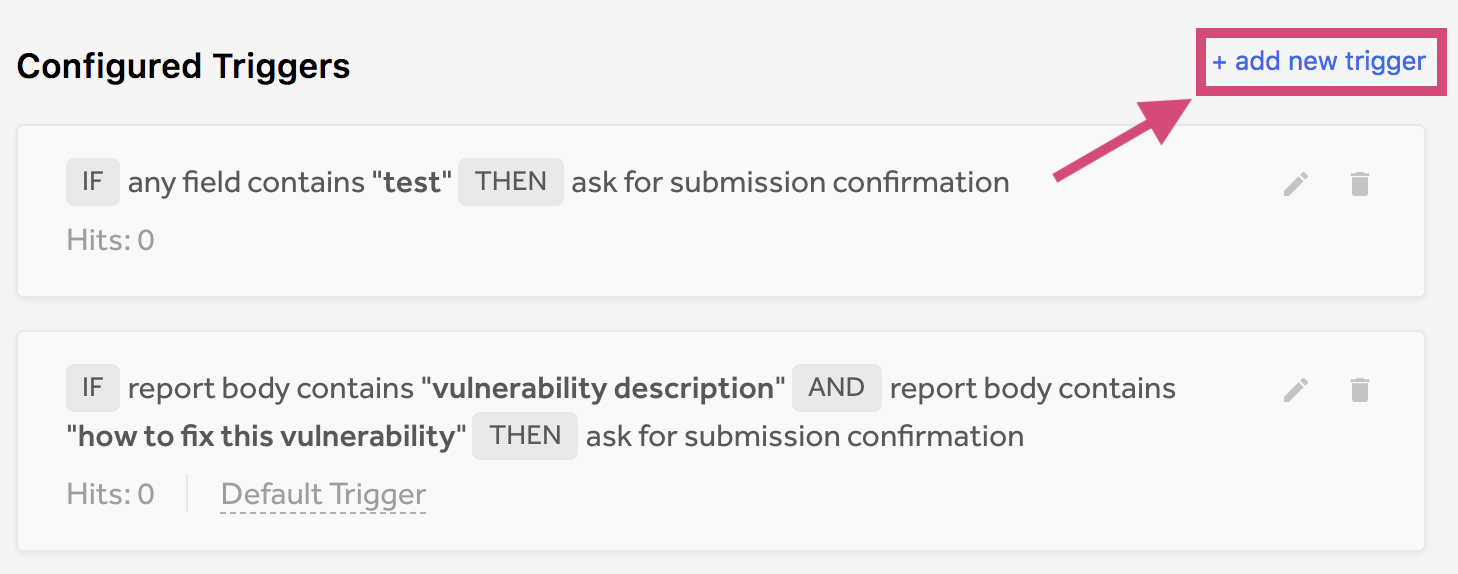 Configured Triggers
+ add new trigger
IF any field contains "test" THEN ask for submission confirmation
Hits: 0
IF report body contains "vulnerability description" AND report body contains
"how to fix this vulnerability" THEN ask for submission confirmation
Hits: 0 Default Trigger